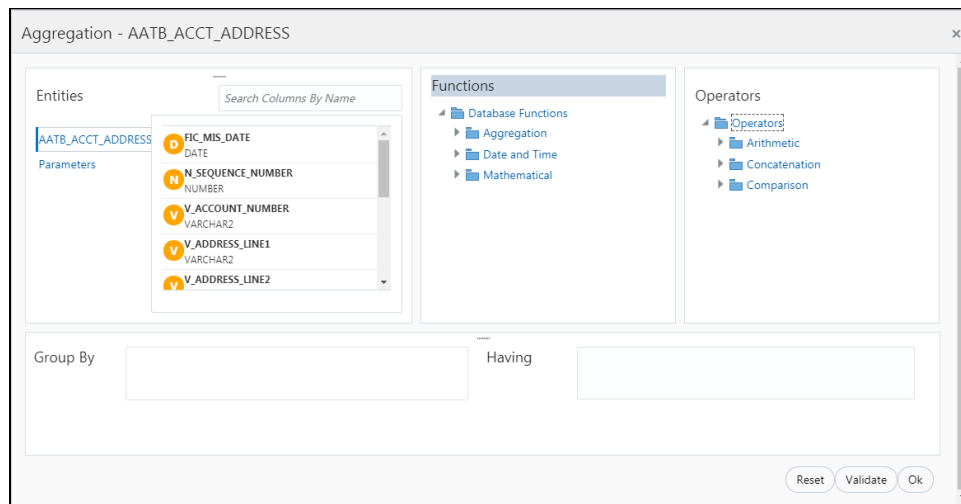 Aggregation - AATB_ACCT_ADDRESS
×
Entities
Search Columns By Name
AATB_ACCT_ADDRESS
Parameters
D FIC_MIS_DATE
DATE
N N_SEQUENCE_NUMBER
NUMBER
V V_ACCOUNT_NUMBER
VARCHAR2
V V_ADDRESS_LINE1
VARCHAR2
V V_ADDRESS_LINE2
Functions
Database Functions
Aggregation
Date and Time
Mathematical
Operators
Operators
Arithmetic
Concatenation
Comparison
Group By
Having
Reset
Validate
Ok